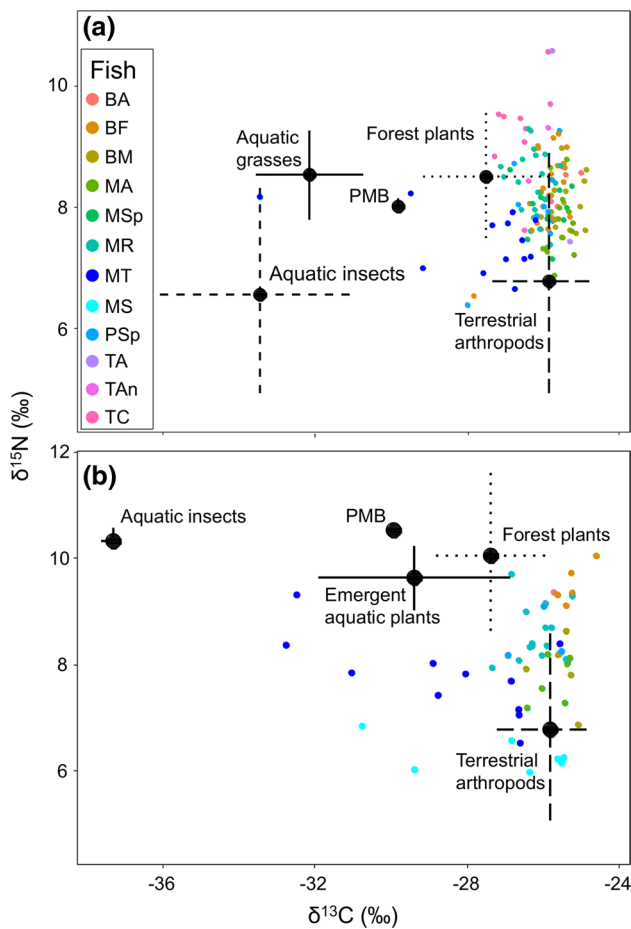 (a)
Fish
BA
BF
BM
MA
MSp
MR
MT
MS
PSp
TA
TAn
TC
Aquatic
grasses
Forest plants
PMB
Aquatic insects
Terrestrial
arthropods
10
8
6
δ15N (‰)
(b)
Aquatic insects
PMB
Forest plants
Emergent
aquatic plants
Terrestrial
arthropods
12
10
8
6
-36
-32
-28
-24
δ13C (‰)